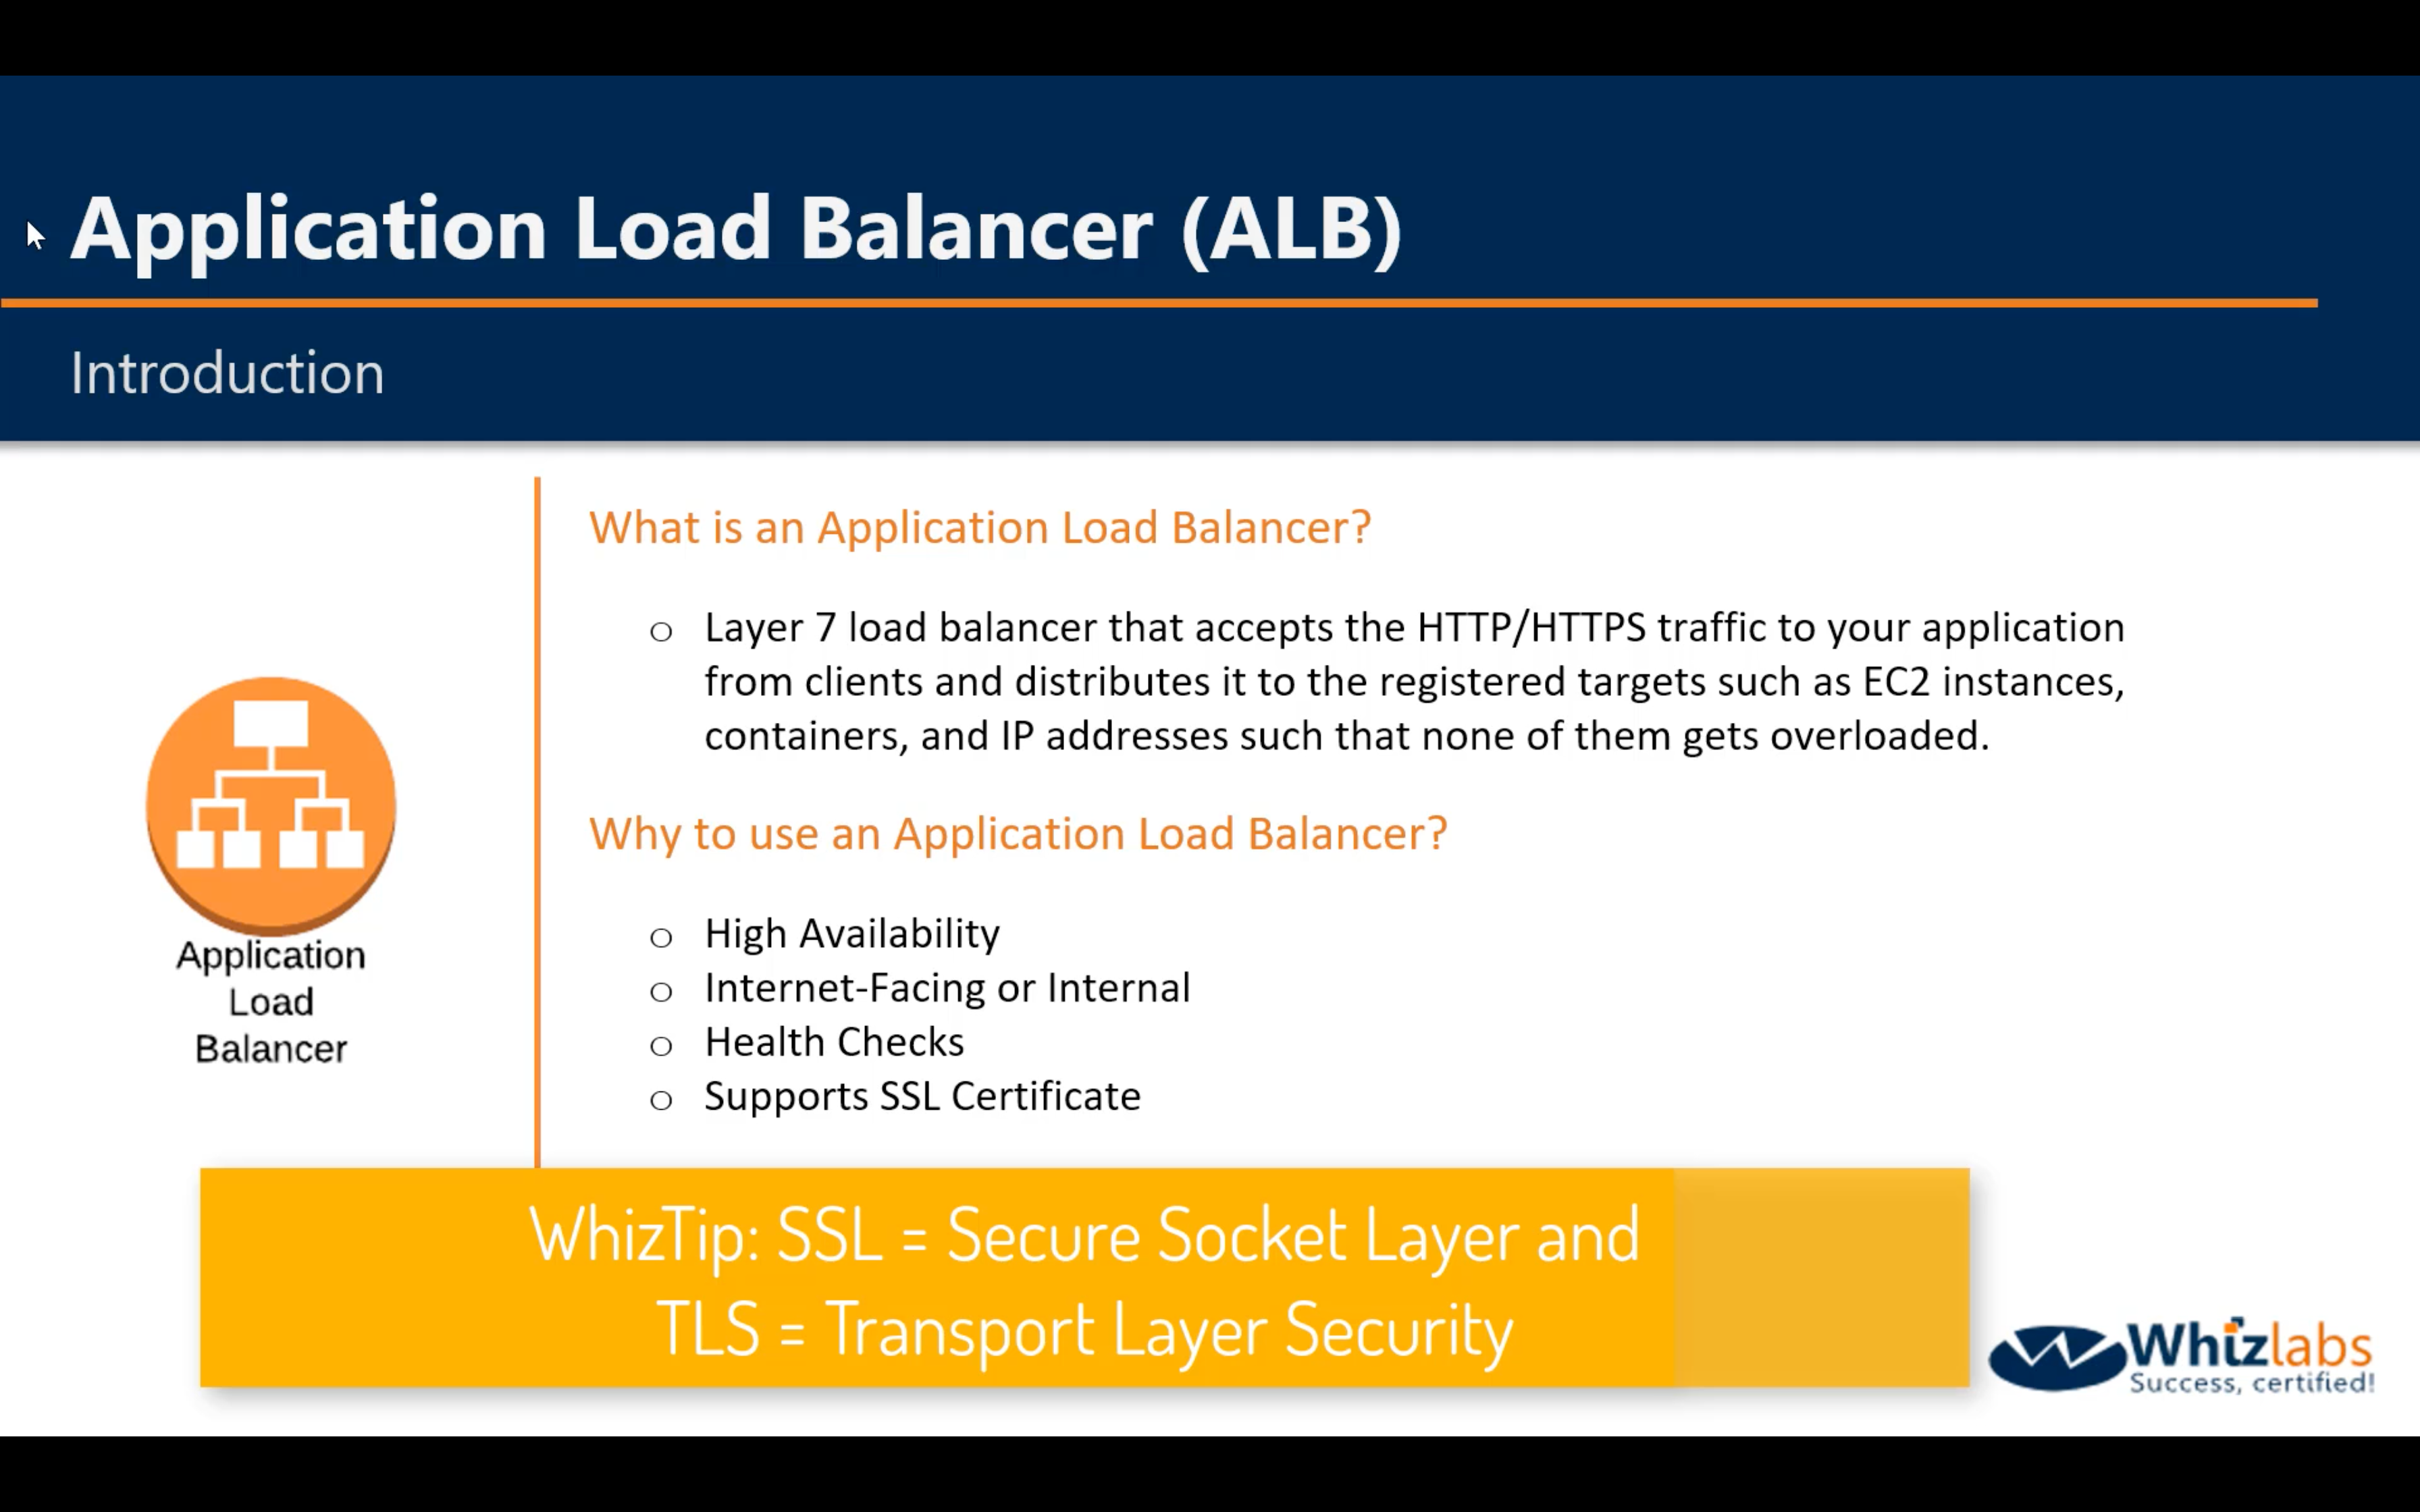 Application Load Balancer (ALB)
Introduction
What is an Application Load Balancer?
o Layer 7 load balancer that accepts the HTTP/HTTPS traffic to your application
from clients and distributes it to the registered targets such as EC2 instances,
containers, and IP addresses such that none of them gets overloaded.
Why to use an Application Load Balancer?
o High Availability
o Internet-Facing or Internal
o Health Checks
o Supports SSL Certificate
Application
Load
Balancer
WhizTip: SSL = Secure Socket Layer and
TLS = Transport Layer Security
Whizlabs
Success, certified!